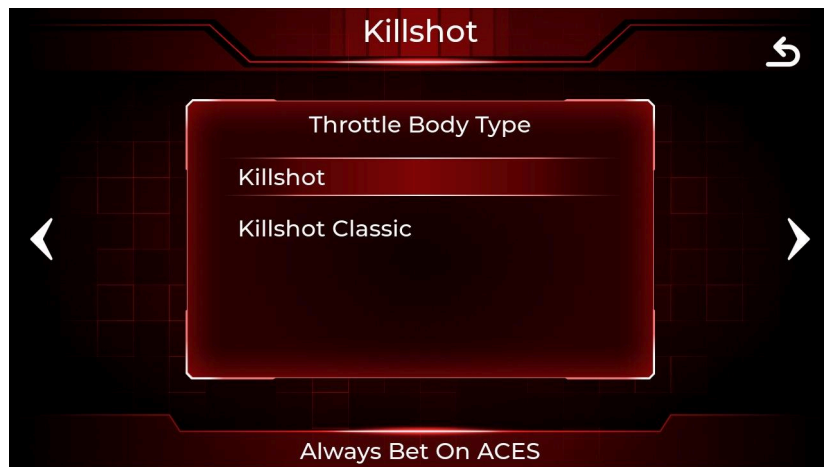 Killshot
Throttle Body Type
Killshot
Killshot Classic
Always Bet On ACES